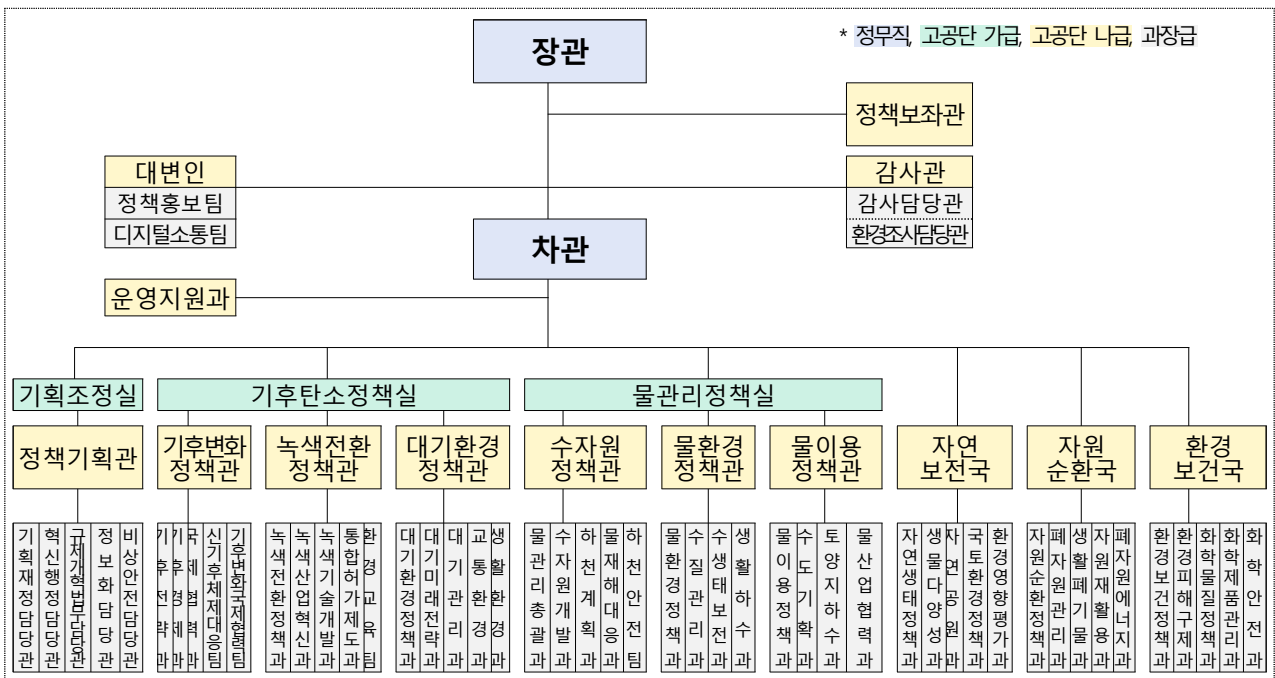 장관
* 정무직, 고공단 가급, 고공단 나급, 과장급
정책보좌관
대변인
정책홍보팀
디지털소통팀
감사관
감사담당관
환경조사담당관
차관
운영지원과
기획조정실
기후탄소정책실
물관리정책실
정책기획관
기후변화
정책관
녹색전환
정책관
대기환경
정책관
수자원
정책관
물환경
정책관
물이용
정책관
자연
보전국
자원
순환국
환경
보건국
기획재정담당관
혁신행정담당관
규제개혁법무담당관
정보화담당관
비상안전담당관
기후전략과
기후경제과
국제협력과
신기후체제대응팀
기후변화국제협력팀
녹색전환정책과
녹색산업혁신과
녹색기술개발과
통합허가제도과
환경교육팀
대기환경정책과
대기미래전략과
대기관리과
교통환경과
생활환경과
물관리총괄과
수자원개발과
하천계획과
물재해대응과
하천안전팀
물환경정책과
수질관리과
수생태보전과
생활하수과
물이용정책과
수도기획과
토양지하수과
물산업협력과
자연생태정책과
생물다양성과
자연공원과
국토환경정책과
환경영향평가과
자원순환정책과
폐자원관리과
생활폐기물과
자원재활용과
폐자원에너지과
환경보건정책과
환경피해구제과
화학물질정책과
화학제품관리과
화학안전과